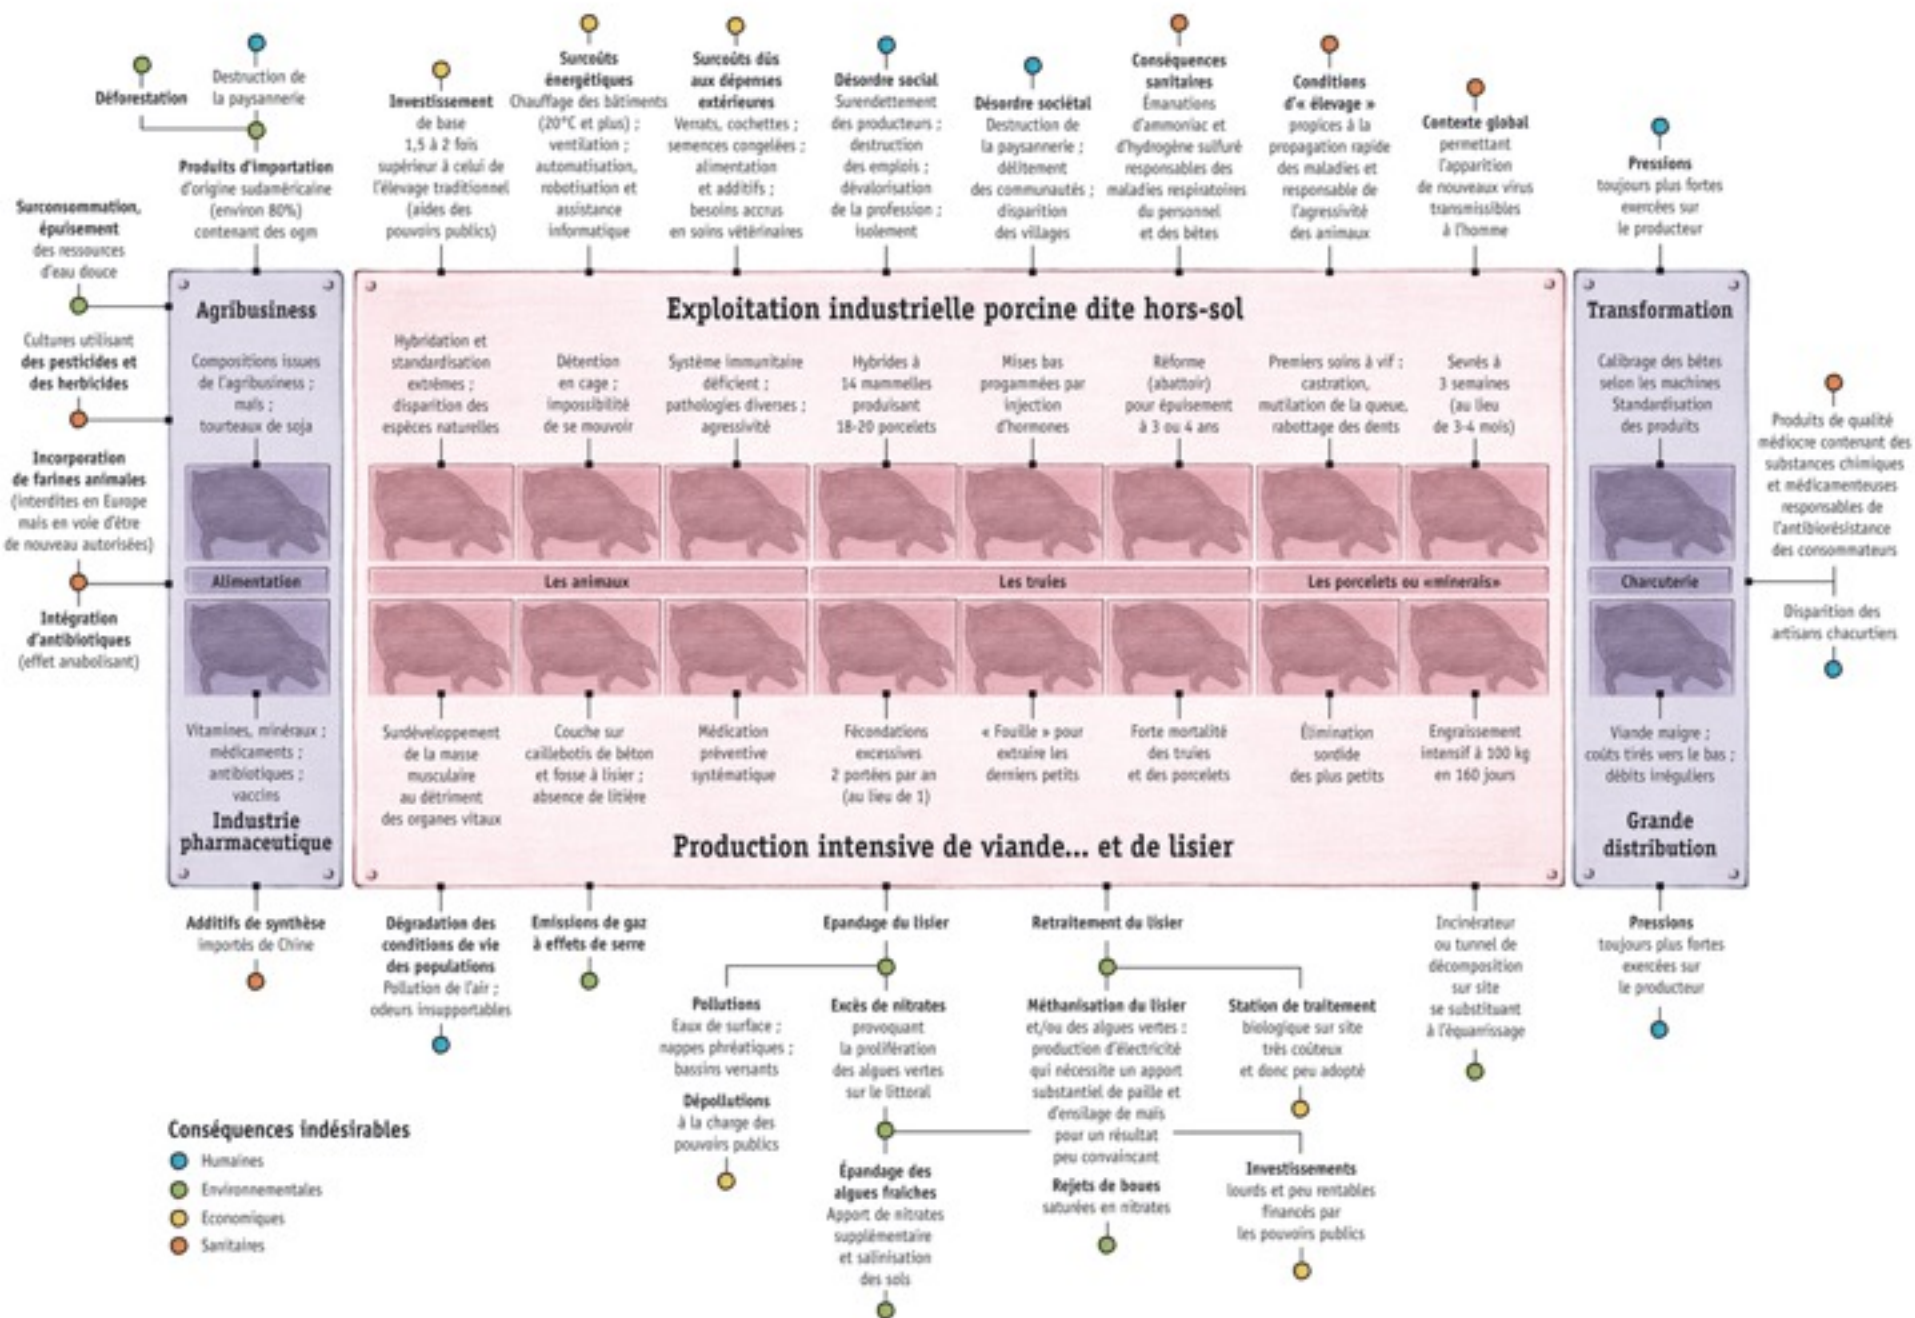 Déforestation
Destruction de
la paysannerie
Produits d'importation
d'origine sudaméricaine
(environ 80%)
contenant des ogm
Surconsommation,
épuisement
des ressources
d'eau douce
Cultures utilisant
des pesticides et
des herbicides
Incorporation
de farines animales
(interdites en Europe
mais en voie d'être
de nouveau autorisées)
Intégration
d'antibiotiques
(effet anabolisant)
Investissement
de base
1,5 à 2 fois
supérieur à celui de
l'élevage traditionnel
(aides des
pouvoirs publics)
Surcoûts
énergétiques
Chauffage des bâtiments
(20°C et plus) ;
ventilation ;
automatisation,
robotisation et
assistance
informatique
Surcoûts dûs
aux dépenses
extérieures
Verrats, cochettes ;
semences congelées ;
alimentation
et additifs ;
besoins accrus
en soins vétérinaires
Désordre social
Surendettement
des producteurs ;
destruction
des emplois ;
dévalorisation
de la profession ;
isolement
Désordre sociétal
Destruction de
la paysannerie ;
délitement
des communautés ;
disparition
des villages
Conséquences
sanitaires
Émanations
d'ammoniac et
d'hydrogène sulfuré
responsables des
maladies respiratoires
du personnel
et des bêtes
Conditions
d'« élevage »
propices à la
propagation rapide
des maladies et
responsable de
l'agressivité
des animaux
Contexte global
permettant
l'apparition
de nouveaux virus
transmissibles
à l'homme
Pressions
toujours plus fortes
exercées sur
le producteur
Agribusiness
Compositions issues
de l'agribusiness ;
maïs ;
tourteaux de soja
Alimentation
Vitamines, minéraux ;
médicaments ;
antibiotiques ;
vaccins
Industrie
pharmaceutique
Exploitation industrielle porcine dite hors-sol
Hybridation et
standardisation
extrêmes ;
disparition des
espèces naturelles
Détention
en cage ;
impossibilité
de se mouvoir
Système immunitaire
déficient ;
pathologies diverses ;
agressivité
Hybrides à
14 mammelles
produisant
18-20 porcelets
Mises bas
progammées par
injection
d'hormones
Réforme
(abattoir)
pour épuisement
à 3 ou 4 ans
Premiers soins à vif :
castration,
mutilation de la queue,
rabottage des dents
Sevrés à
3 semaines
(au lieu
de 3-4 mois)
Les animaux
Les truies
Les porcelets ou «minerais»
Surdéveloppement
de la masse
musculaire
au détriment
des organes vitaux
Couche sur
caillebotis de béton
et fosse à lisier ;
absence de litière
Médication
préventive
systématique
Fécondations
excessives
2 portées par an
(au lieu de 1)
« Fouille » pour
extraire les
derniers petits
Forte mortalité
des truies
et des porcelets
Élimination
sordide
des plus petits
Engraissement
intensif à 100 kg
en 160 jours
Production intensive de viande... et de lisier
Transformation
Calibrage des bêtes
selon les machines
Standardisation
des produits
Charcuterie
Viande maigre ;
coûts tirés vers le bas ;
débits irréguliers
Grande
distribution
Produits de qualité
médiocre contenant des
substances chimiques
et médicamenteuses
responsables de
l'antibiorésistance
des consommateurs
Disparition des
artisans chacurtiers
Additifs de synthèse
importés de Chine
Dégradation des
conditions de vie
des populations
Pollution de l'air ;
odeurs insupportables
Emissions de gaz
à effets de serre
Epandage du lisier
Pollutions
Eaux de surface ;
nappes phréatiques ;
bassins versants
Dépollutions
à la charge des
pouvoirs publics
Excès de nitrates
provoquant
la prolifération
des algues vertes
sur le littoral
Épandage des
algues fraîches
Apport de nitrates
supplémentaire
et salinisation
des sols
Retraitement du lisier
Méthanisation du lisier
et/ou des algues vertes :
production d'électricité
qui nécessite un apport
substantiel de paille et
d'ensilage de maïs
pour un résultat
peu convaincant
Rejets de boues
saturées en nitrates
Station de traitement
biologique sur site
très coûteux
et donc peu adopté
Investissements
lourds et peu rentables
financés par
les pouvoirs publics
Incinérateur
ou tunnel de
décomposition
sur site
se substituant
à l'équarrissage
Pressions
toujours plus fortes
exercées sur
le producteur
Conséquences indésirables
Humaines
Environnementales
Economiques
Sanitaires